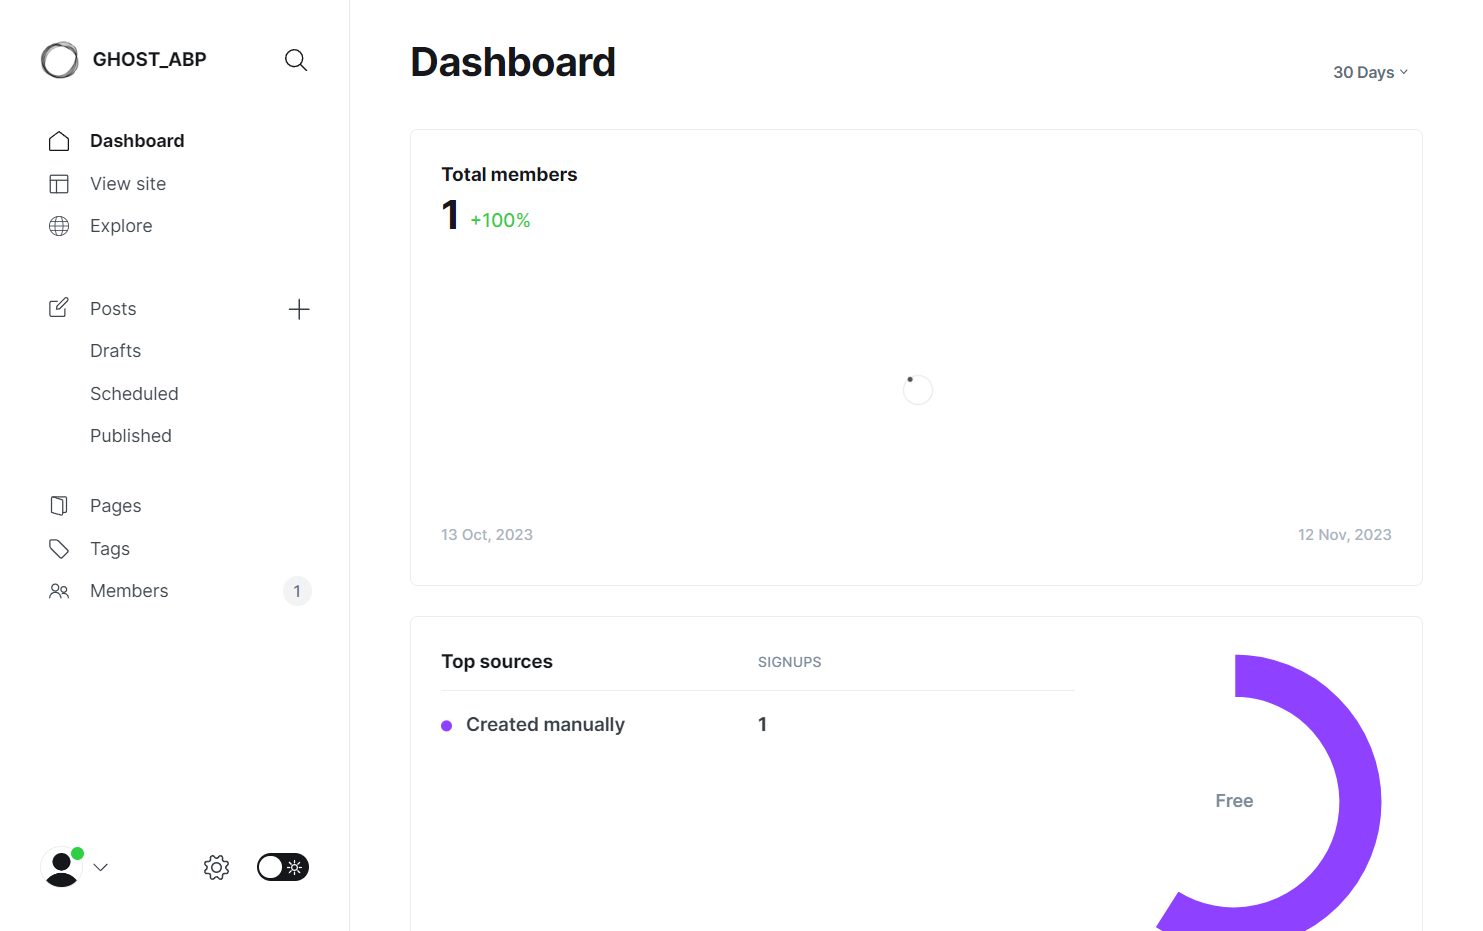 GHOST_ABP
Dashboard
View site
Explore
Posts
Drafts
Scheduled
Published
Pages
Tags
Members
1
Dashboard
30 Days
Total members
1 +100%
13 Oct, 2023
12 Nov, 2023
Top sources
SIGNUPS
Created manually
1
Free